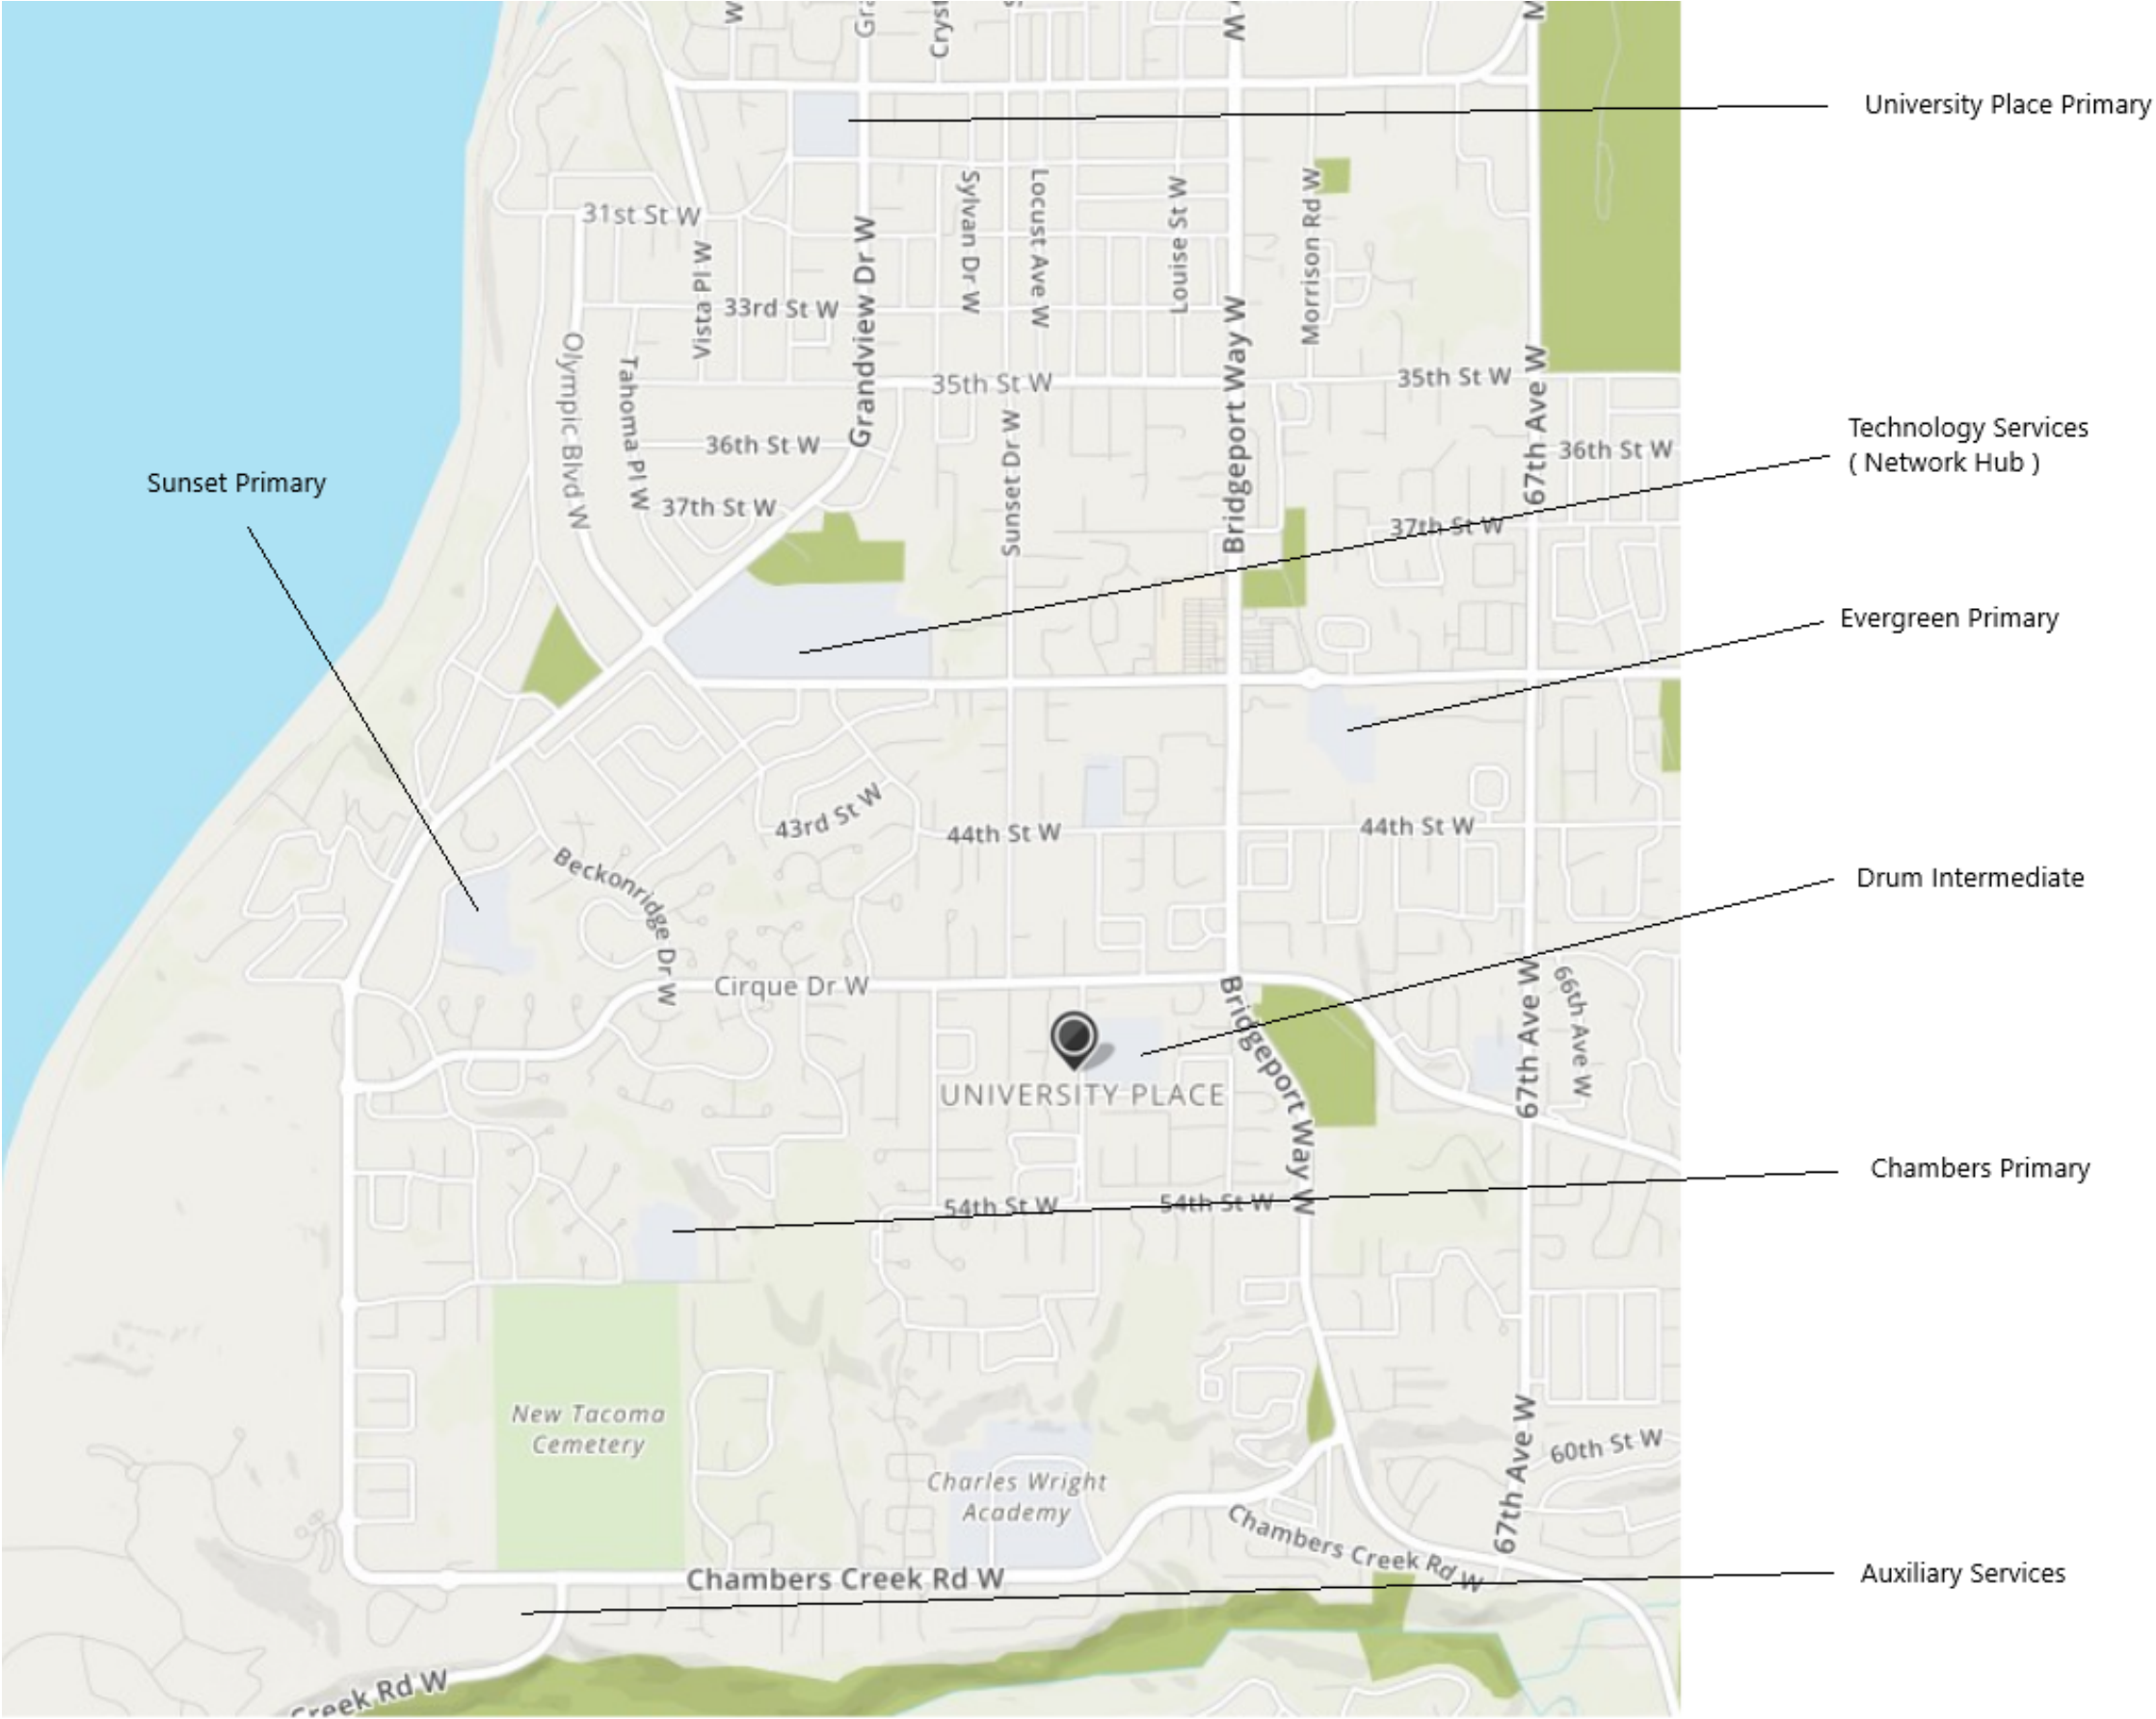 University Place Primary
31st St W
Vista Pl W
33rd St W
Grandview Dr W
Sylvan Dr W
Locust Ave W
Louise St W
Bridgeport Way W
Morrison Rd W
Olympic Blvd W
Tahoma Pl W
35th St W
35th St W
67th Ave W
36th St W
36th St W
Technology Services
( Network Hub )
Sunset Primary
37th St W
Sunset Dr W
37th St W
Evergreen Primary
43rd St W
44th St W
44th St W
Beckonridge Dr W
Drum Intermediate
Cirque Dr W
Bridgeport Way W
67th Ave W
66th Ave W
UNIVERSITY PLACE
Chambers Primary
54th St W
54th St W
New Tacoma
Cemetery
Charles Wright
Academy
67th Ave W
60th St W
Chambers Creek Rd W
Chambers Creek Rd W
Auxiliary Services
Creek Rd W